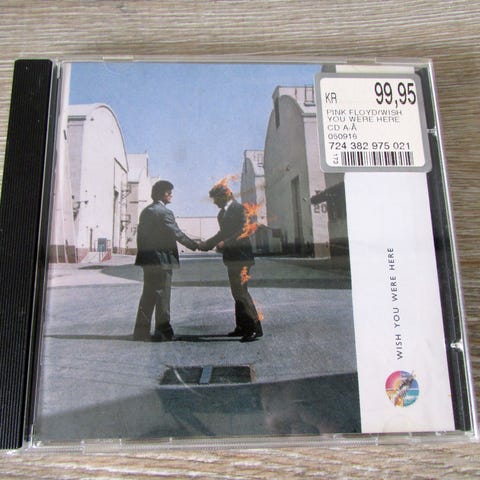 KR 99,95
PINK FLOYD/WISH
YOU WERE HERE
CD A-Å
050916
724 382 975 021
173
WISH YOU WERE HERE